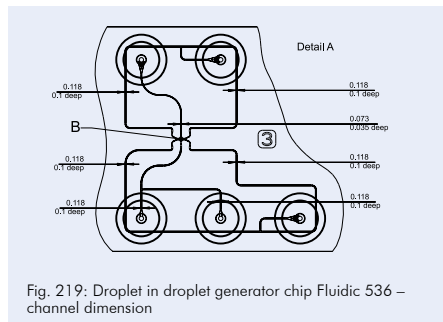 Detail A
0.118
0.1 deep
0.118
0.1 deep
0.073
0.035 deep
B
3
0.118
0.1 deep
0.118
0.1 deep
0.118
0.1 deep
0.118
0.1 deep
Fig. 219: Droplet in droplet generator chip Fluidic 536 –
channel dimension